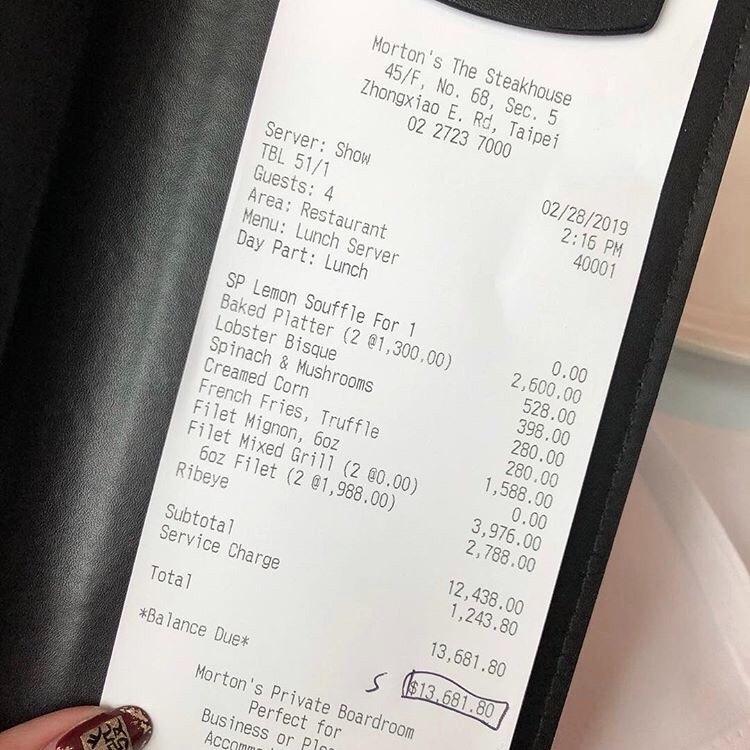 Morton's The Steakhouse
45/F, No. 68, Sec. 5
Zhongxiao E. Rd, Taipei
02 2723 7000
Server: Show 02/28/2019
TBL 51/1 2:16 PM
Guests: 4 40001
Area: Restaurant
Menu: Lunch Server
Day Part: Lunch
SP Lemon Souffle For 1 0.00
Baked Platter (2 @1,300.00) 2,600.00
Lobster Bisque 528.00
Spinach & Mushrooms 398.00
Creamed Corn 280.00
French Fries, Truffle 280.00
Filet Mignon, 6oz 1,588.00
Filet Mixed Grill (2 @0.00) 0.00
6oz Filet (2 @1,988.00) 3,976.00
Ribeye 2,788.00
Subtotal 12,438.00
Service Charge 1,243.80
Total 13,681.80
*Balance Due* $13,681.80
Morton's Private Boardroom
Perfect for
Business or